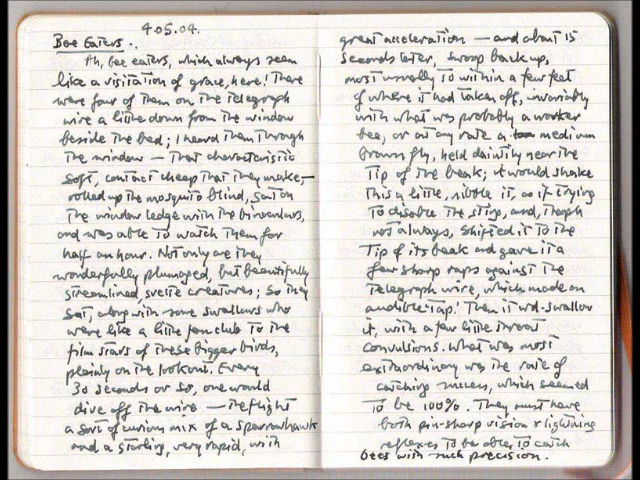 4.05.04.
Bee Eaters.
Ah, bee eaters, which always seem
like a visitation of grace, here! There
were four of them on the telegraph
wire a little down from the window
beside the bed; I heard them through
the window — that characteristic
soft, contact cheep that they make, —
rolled up the mosquito blind, sat on
the window ledge with the binoculars,
and was able to watch them for
half an hour. Not only are they
wonderfully plumaged, but beautifully
streamlined, svelte creatures; so they
sat, along with some swallows who
were like a little fan club to the
film stars of these bigger birds,
plainly on the lookout. Every
30 seconds or so, one would
dive off the wire — the flight
a sort of curious mix of a sparrowhawk
and a starling, very rapid, with
great acceleration — and about 15
seconds later, swoop back up,
most usually to within a few feet
of where it had taken off, invariably
with what was probably a worker
bee, or at any rate a medium
brown fly, held daintily near the
tip of the beak; it would shake
this a little, nibble it, as if trying
to disable the sting, and, though
not always, shifted it to the
tip of its beak and gave it a
few sharp raps against the
telegraph wire, which made an
audible 'tap.' Then it wd. swallow
it, with a few little throat
convulsions. What was most
extraordinary was the rate of
catching success, which seemed
to be 100%. They must have
both pin-sharp vision & lightning
reflexes to be able to catch
bees with such precision.